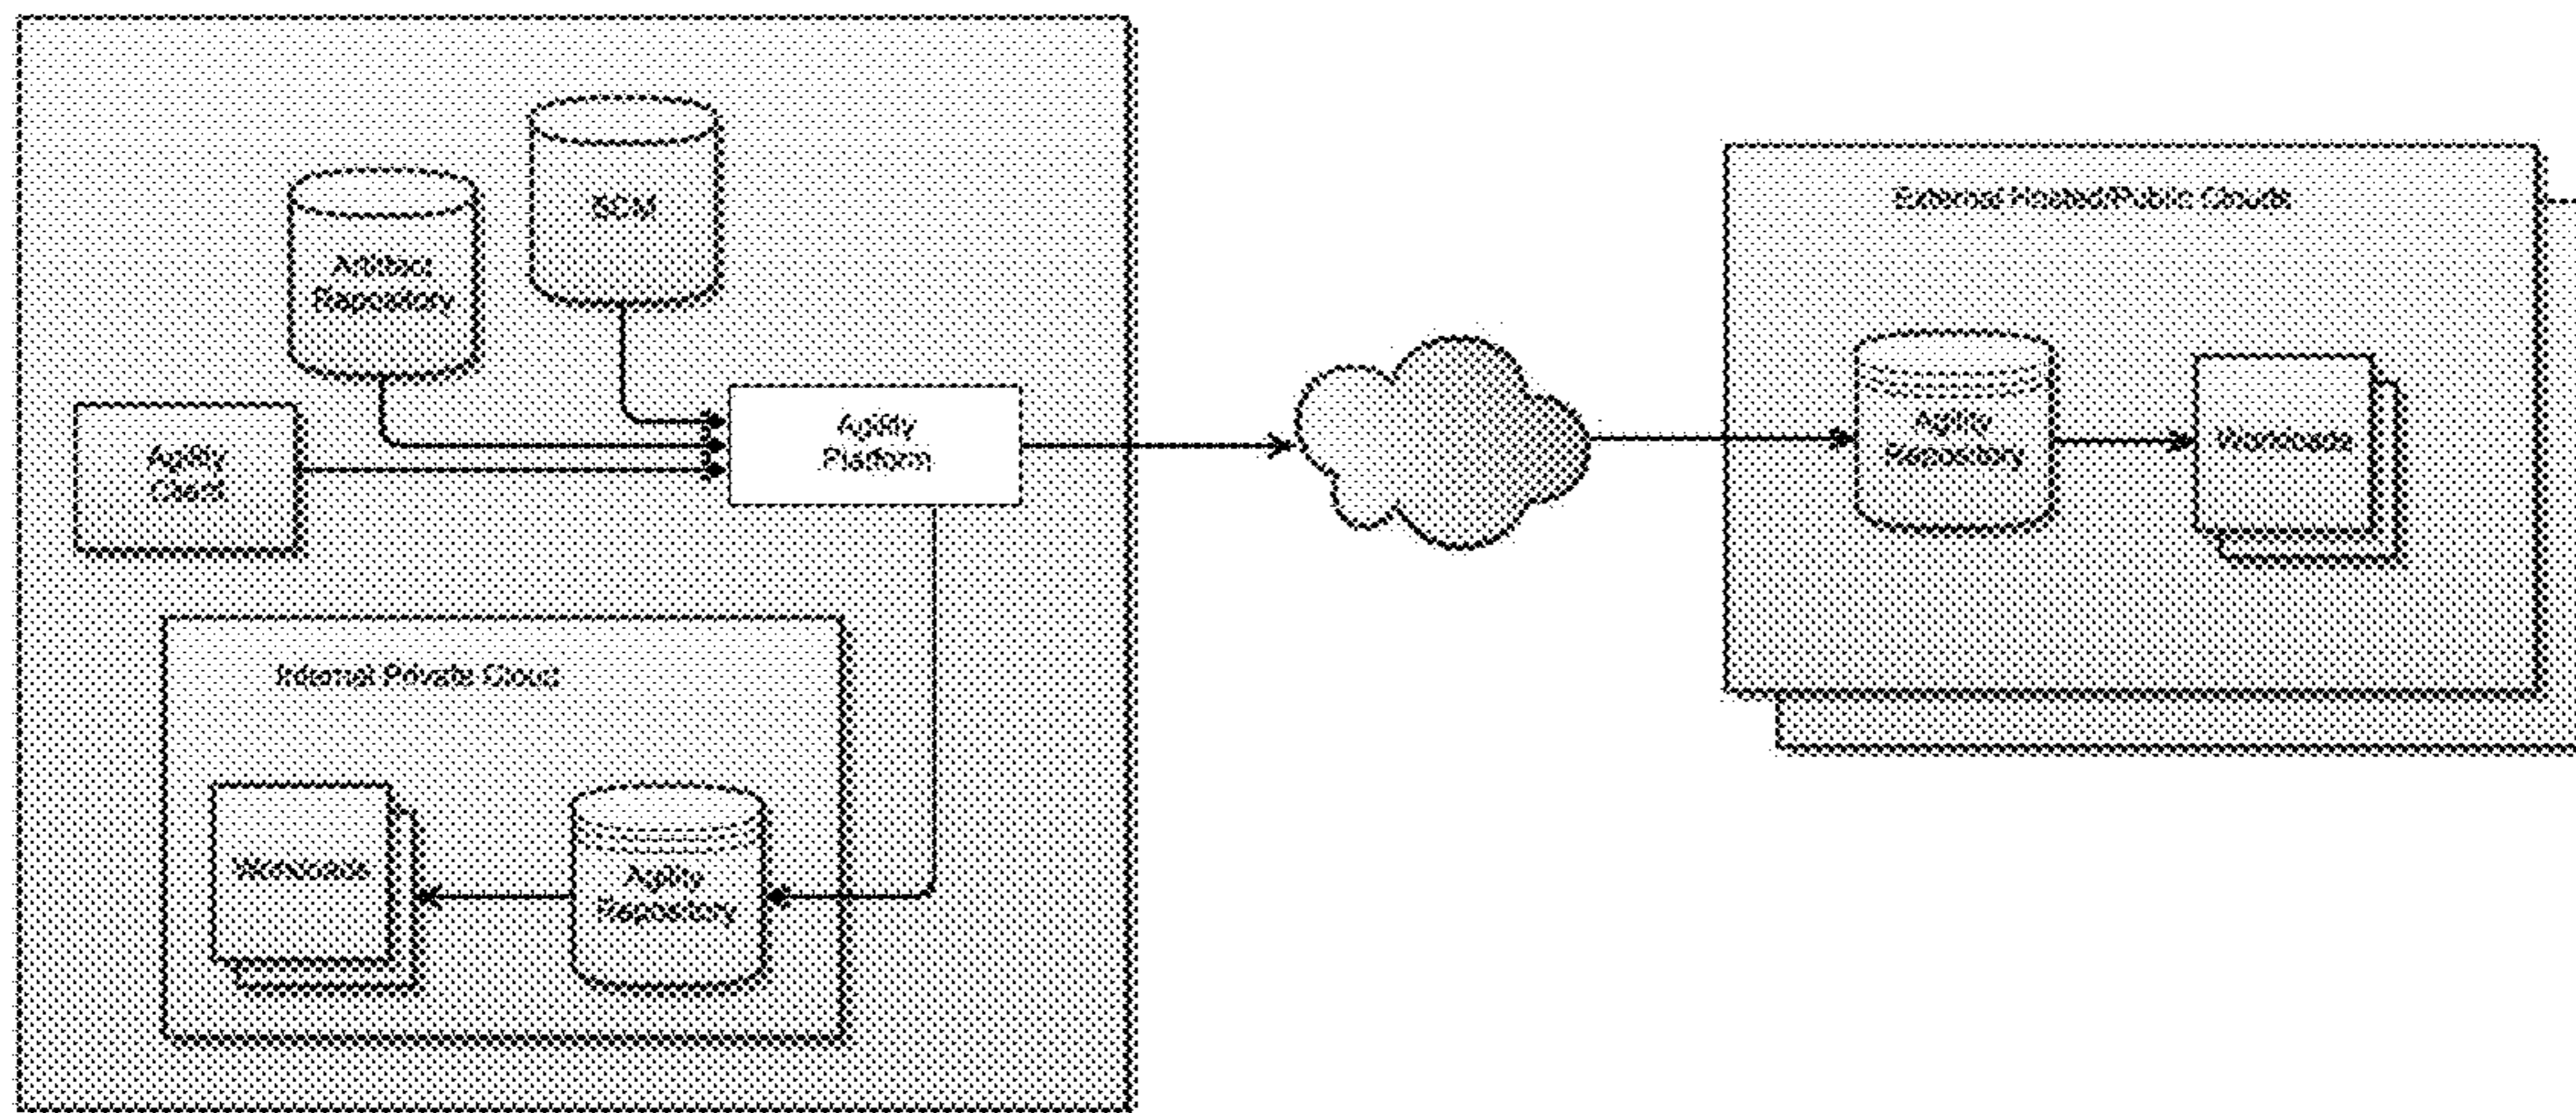 SCM
Artifact
Repository
Agility
Client
Agility
Platform
Internal Private Cloud
Workloads
Agility
Repository
External Hosted/Public Clouds
Agility
Repository
Workloads